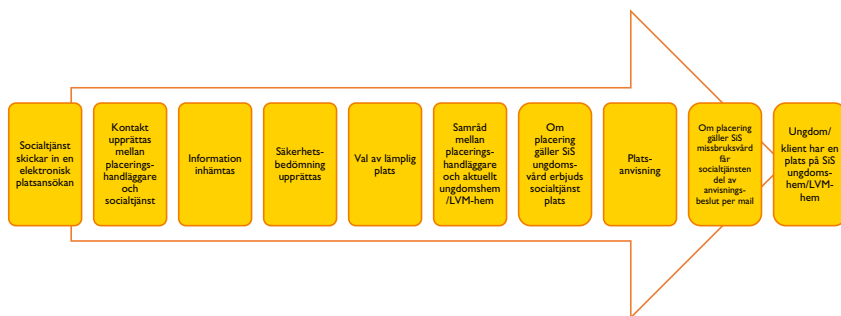 Socialtjänst
skickar in en
elektronisk
platsansökan
Kontakt
upprättas
mellan
placerings-
handläggare
och
socialtjänst
Information
inhämtas
Säkerhets-
bedömning
upprättas
Val av lämplig
plats
Samråd
mellan
placerings-
handläggare
och aktuellt
ungdomshem
/LVM-hem
Om
placering
gäller SiS
ungdoms-
vård erbjuds
socialtjänst
plats
Plats-
anvisning
Om placering
gäller SiS
missbruksvård
får
socialtjänsten
del av
anvisnings-
beslut per mail
Ungdom/
klient har en
plats på SiS
ungdoms-
hem/LVM-
hem